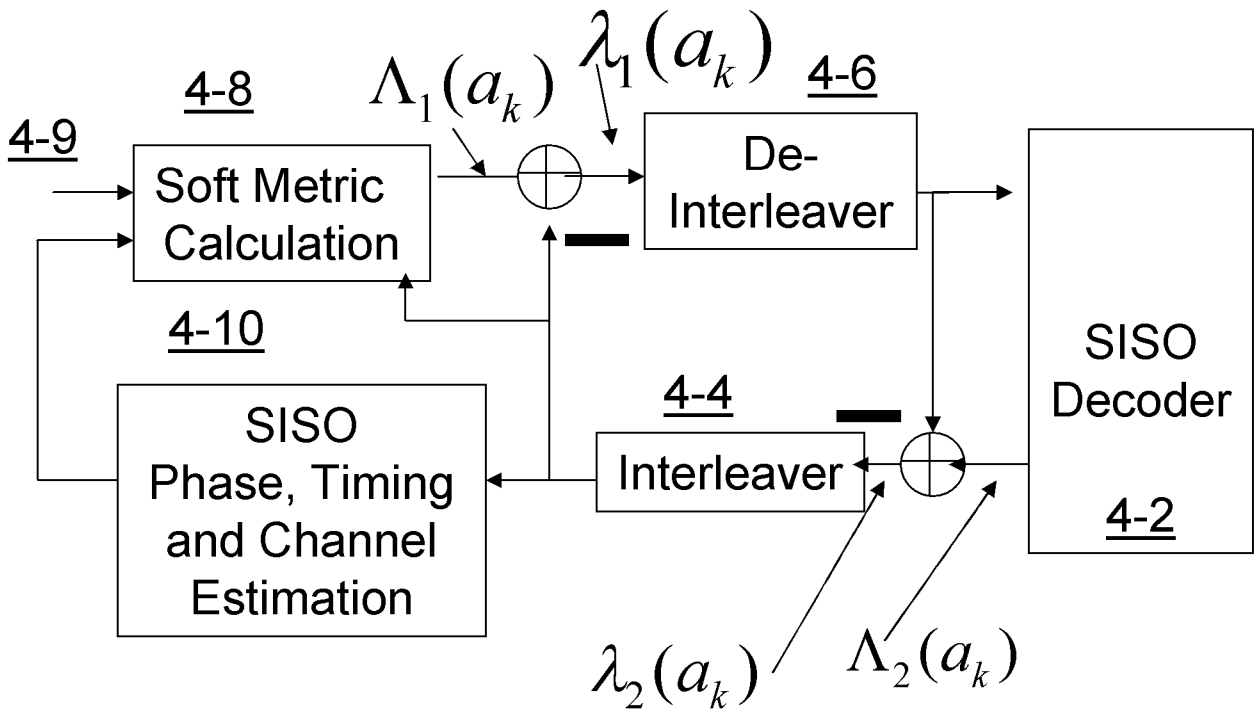 4-8
Λ₁(aₖ)
λ₁(aₖ)
4-6
4-9
Soft Metric
Calculation
De-
Interleaver
4-10
SISO
Phase, Timing
and Channel
Estimation
4-4
Interleaver
SISO
Decoder
4-2
λ₂(aₖ)
Λ₂(aₖ)